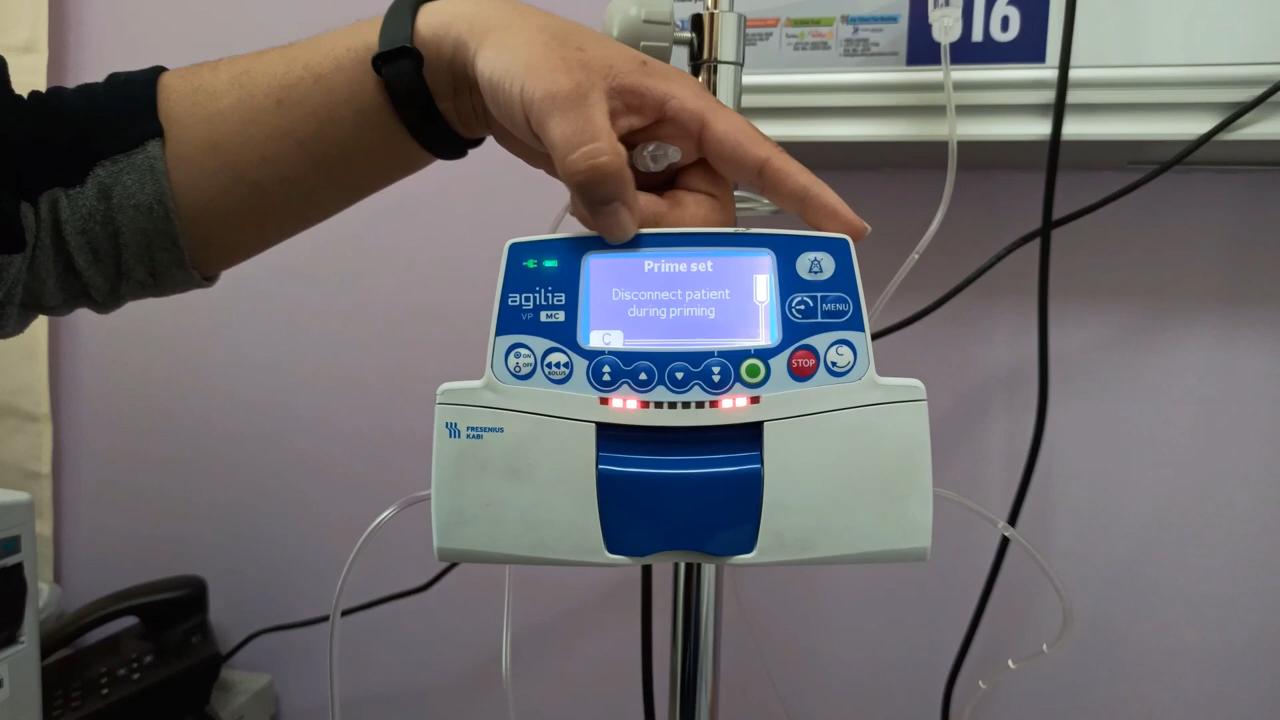 16
Prime set
Disconnect patient
during priming
C
agilia
VP MC
MENU
ON
OFF
BOLUS
STOP
C
FRESENIUS
KABI